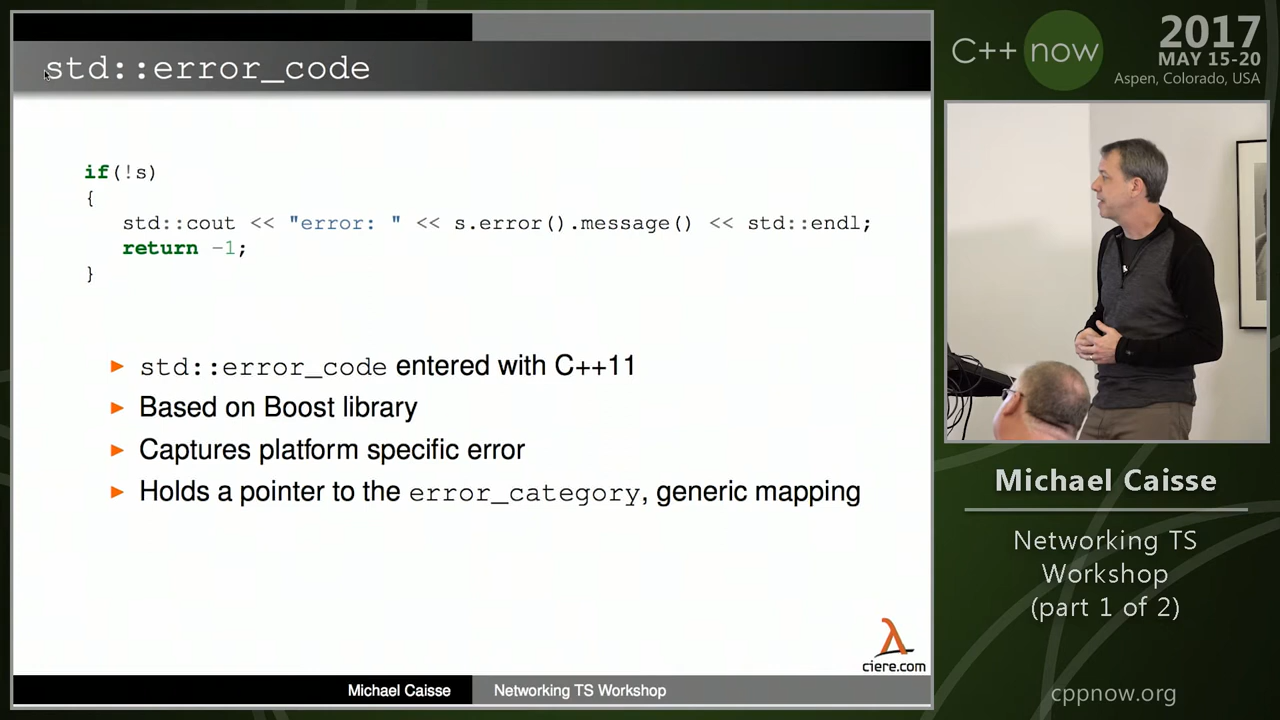 std::error_code
if(!s)
{
std::cout << "error: " << s.error().message() << std::endl;
return -1;
}
std::error_code entered with C++11
Based on Boost library
Captures platform specific error
Holds a pointer to the error_category, generic mapping
ciere.com
Michael Caisse
Networking TS Workshop
C++ now
2017
MAY 15-20
Aspen, Colorado, USA
Michael Caisse
Networking TS
Workshop
(part 1 of 2)
cppnow.org